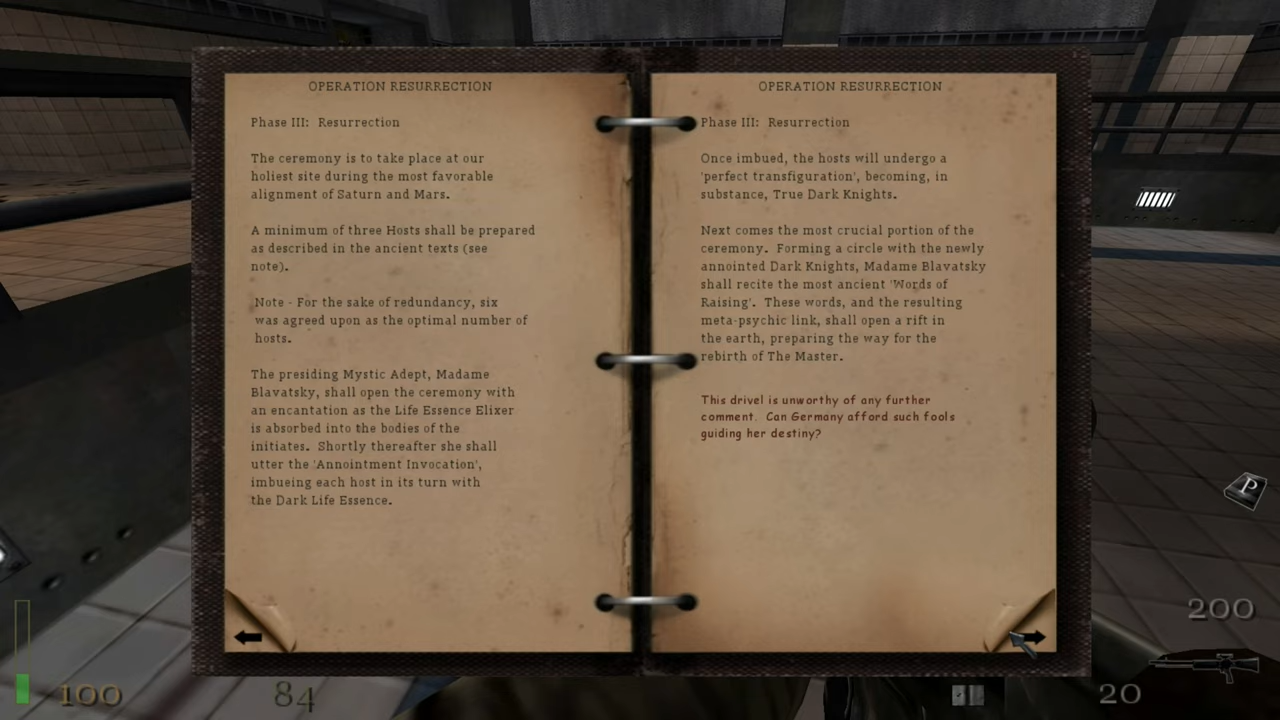 OPERATION RESURRECTION
Phase III: Resurrection
The ceremony is to take place at our
holiest site during the most favorable
alignment of Saturn and Mars.
A minimum of three Hosts shall be prepared
as described in the ancient texts (see
note).
Note - For the sake of redundancy, six
was agreed upon as the optimal number of
hosts.
The presiding Mystic Adept, Madame
Blavatsky, shall open the ceremony with
an encantation as the Life Essence Elixer
is absorbed into the bodies of the
initiates. Shortly thereafter she shall
utter the 'Annointment Invocation',
imbueing each host in its turn with
the Dark Life Essence.
OPERATION RESURRECTION
Phase III: Resurrection
Once imbued, the hosts will undergo a
'perfect transfiguration', becoming, in
substance, True Dark Knights.
Next comes the most crucial portion of the
ceremony. Forming a circle with the newly
annointed Dark Knights, Madame Blavatsky
shall recite the most ancient 'Words of
Raising'. These words, and the resulting
meta-psychic link, shall open a rift in
the earth, preparing the way for the
rebirth of The Master.
This drivel is unworthy of any further
comment. Can Germany afford such fools
guiding her destiny?
P
200
100
84
20